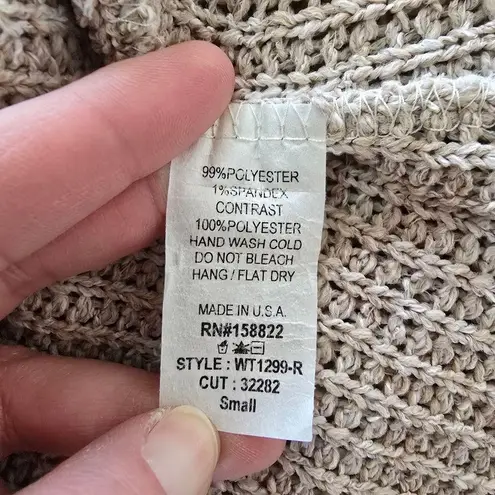 99%POLYESTER
1%SPANDEX
CONTRAST
100%POLYESTER
HAND WASH COLD
DO NOT BLEACH
HANG / FLAT DRY
MADE IN U.S.A.
RN#158822
STYLE : WT1299-R
CUT : 32282
Small